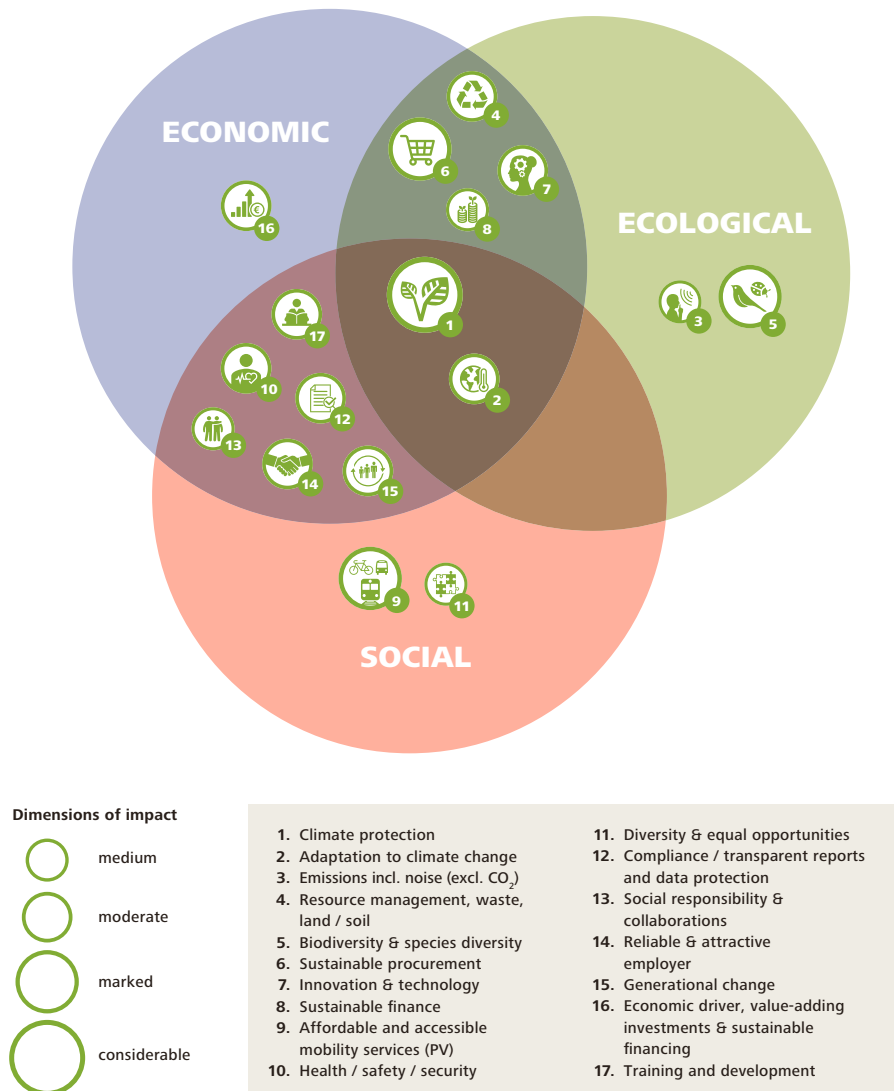 ECONOMIC
4
6
7
16
8
ECOLOGICAL
1
3
5
17
10
2
12
13
14
15
9
11
SOCIAL
Dimensions of impact
medium
moderate
marked
considerable
1. Climate protection
2. Adaptation to climate change
3. Emissions incl. noise (excl. CO₂)
4. Resource management, waste,
land / soil
5. Biodiversity & species diversity
6. Sustainable procurement
7. Innovation & technology
8. Sustainable finance
9. Affordable and accessible
mobility services (PV)
10. Health / safety / security
11. Diversity & equal opportunities
12. Compliance / transparent reports
and data protection
13. Social responsibility &
collaborations
14. Reliable & attractive
employer
15. Generational change
16. Economic driver, value-adding
investments & sustainable
financing
17. Training and development